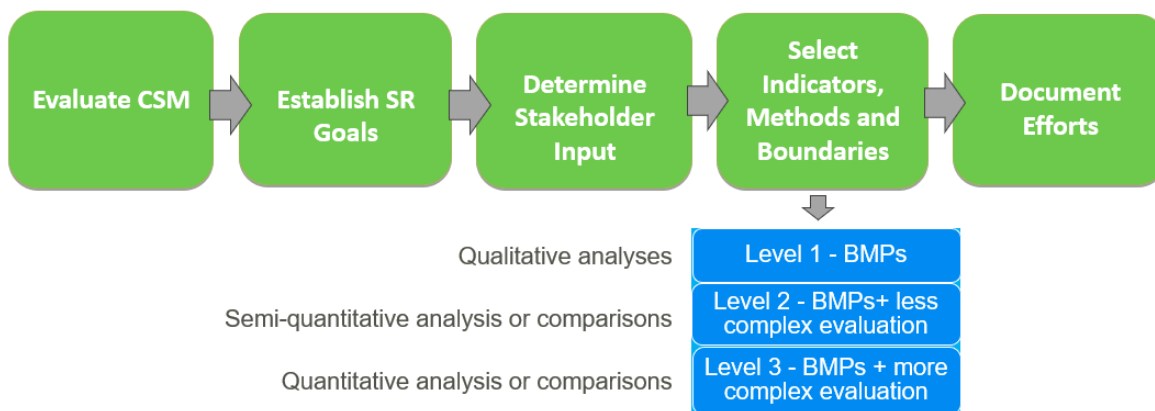 Evaluate CSM
Establish SR
Goals
Determine
Stakeholder
Input
Select
Indicators,
Methods and
Boundaries
Document
Efforts
Qualitative analyses
Level 1 - BMPs
Semi-quantitative analysis or comparisons
Level 2 - BMPs+ less
complex evaluation
Quantitative analysis or comparisons
Level 3 - BMPs + more
complex evaluation